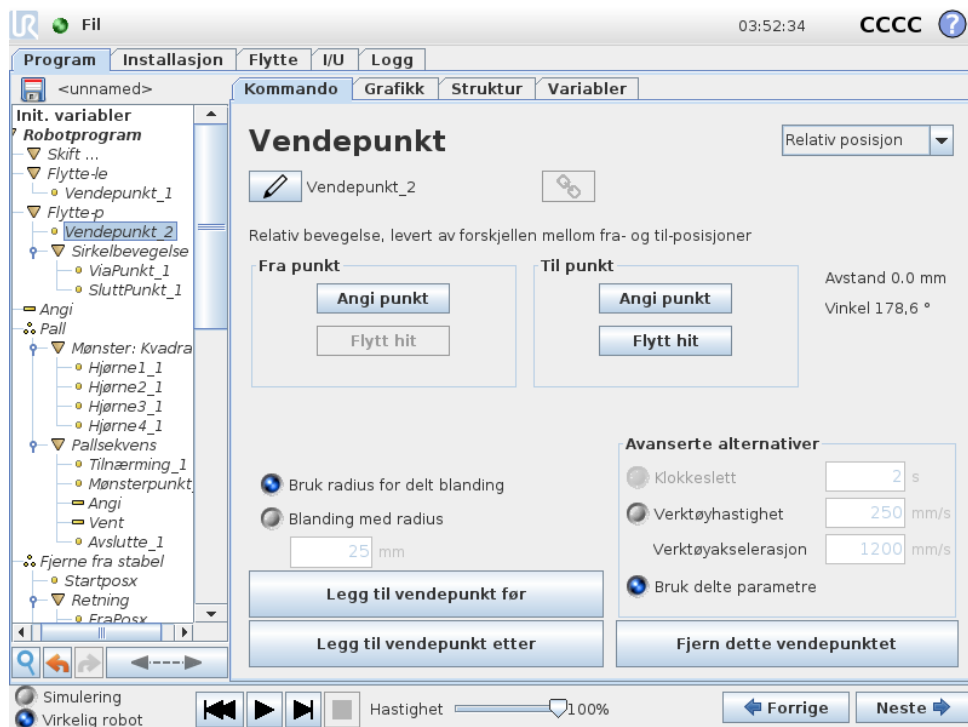 UR Fil 03:52:34 CCCC ?
Program Installasjon Flytte I/U Logg
<unnamed>
Kommando Grafikk Struktur Variabler
Init. variabler
Robotprogram
Skift ...
Flytte-le
Vendepunkt_1
Flytte-p
Vendepunkt_2
Sirkelbevegelse
ViaPunkt_1
SluttPunkt_1
Angi
Pall
Mønster: Kvadra
Hjørne1_1
Hjørne2_1
Hjørne3_1
Hjørne4_1
Pallsekvens
Tilnærming_1
Mønsterpunkt_
Angi
Vent
Avslutte_1
Fjerne fra stabel
Startposx
Retning
FraPosx
Vendepunkt
Relativ posisjon
Vendepunkt_2
Relativ bevegelse, levert av forskjellen mellom fra- og til-posisjoner
Fra punkt
Angi punkt
Flytt hit
Til punkt
Angi punkt
Flytt hit
Avstand 0.0 mm
Vinkel 178,6 °
Bruk radius for delt blanding
Blanding med radius
25 mm
Avanserte alternativer
Klokkeslett 2 s
Verktøyhastighet 250 mm/s
Verktøyakselerasjon 1200 mm/s
Bruk delte parametre
Legg til vendepunkt før
Legg til vendepunkt etter
Fjern dette vendepunktet
Simulering
Virkelig robot
Hastighet 100%
Forrige
Neste